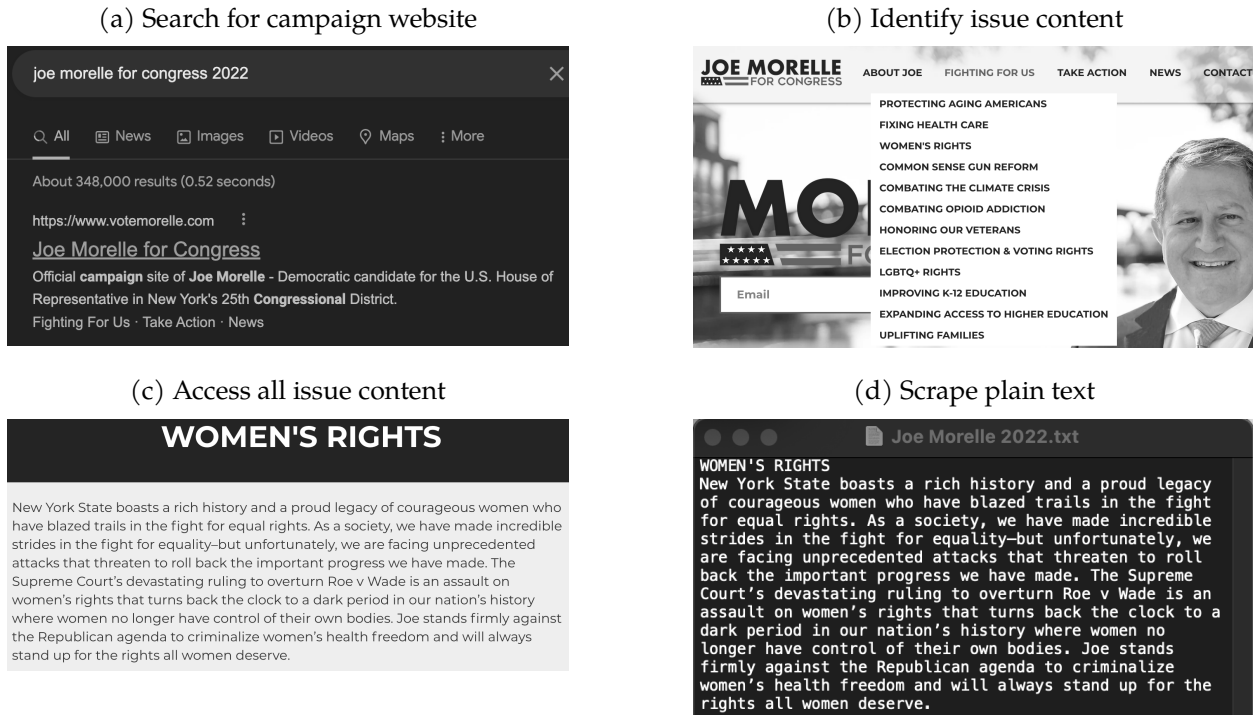 (a) Search for campaign website
joe morelle for congress 2022
All News Images Videos Maps More
About 348,000 results (0.52 seconds)
https://www.votemorelle.com
Joe Morelle for Congress
Official campaign site of Joe Morelle - Democratic candidate for the U.S. House of
Representative in New York's 25th Congressional District.
Fighting For Us · Take Action · News
(b) Identify issue content
JOE MORELLE
FOR CONGRESS
ABOUT JOE FIGHTING FOR US TAKE ACTION NEWS CONTACT
PROTECTING AGING AMERICANS
FIXING HEALTH CARE
WOMEN'S RIGHTS
COMMON SENSE GUN REFORM
COMBATING THE CLIMATE CRISIS
COMBATING OPIOID ADDICTION
HONORING OUR VETERANS
ELECTION PROTECTION & VOTING RIGHTS
LGBTQ+ RIGHTS
IMPROVING K-12 EDUCATION
EXPANDING ACCESS TO HIGHER EDUCATION
UPLIFTING FAMILIES
MO
F
Email
(c) Access all issue content
WOMEN'S RIGHTS
New York State boasts a rich history and a proud legacy of courageous women who
have blazed trails in the fight for equal rights. As a society, we have made incredible
strides in the fight for equality–but unfortunately, we are facing unprecedented
attacks that threaten to roll back the important progress we have made. The
Supreme Court's devastating ruling to overturn Roe v Wade is an assault on
women's rights that turns back the clock to a dark period in our nation's history
where women no longer have control of their own bodies. Joe stands firmly against
the Republican agenda to criminalize women's health freedom and will always
stand up for the rights all women deserve.
(d) Scrape plain text
Joe Morelle 2022.txt
WOMEN'S RIGHTS
New York State boasts a rich history and a proud legacy
of courageous women who have blazed trails in the fight
for equal rights. As a society, we have made incredible
strides in the fight for equality–but unfortunately, we
are facing unprecedented attacks that threaten to roll
back the important progress we have made. The Supreme
Court's devastating ruling to overturn Roe v Wade is an
assault on women's rights that turns back the clock to a
dark period in our nation's history where women no
longer have control of their own bodies. Joe stands
firmly against the Republican agenda to criminalize
women's health freedom and will always stand up for the
rights all women deserve.